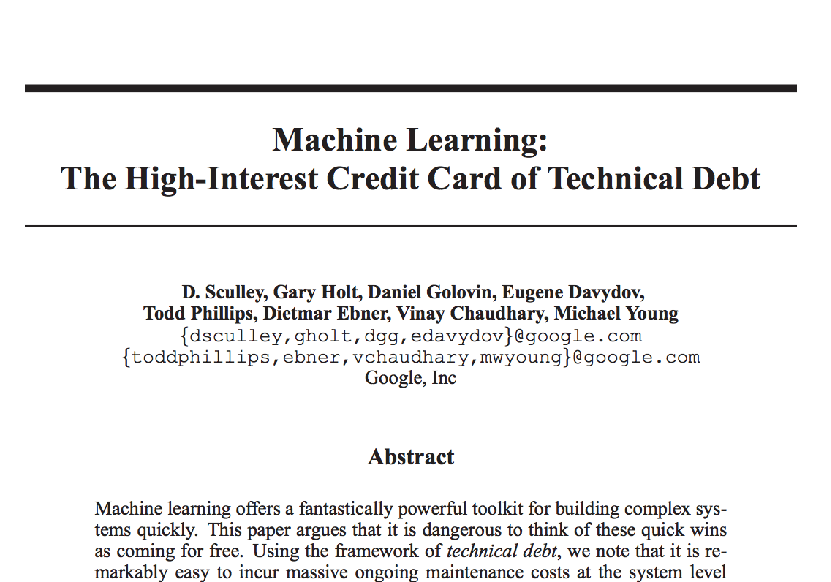 Machine Learning:
The High-Interest Credit Card of Technical Debt
D. Sculley, Gary Holt, Daniel Golovin, Eugene Davydov,
Todd Phillips, Dietmar Ebner, Vinay Chaudhary, Michael Young
{dsculley,gholt,dgg,edavydov}@google.com
{toddphillips,ebner,vchaudhary,mwyoung}@google.com
Google, Inc
Abstract
Machine learning offers a fantastically powerful toolkit for building complex sys-
tems quickly. This paper argues that it is dangerous to think of these quick wins
as coming for free. Using the framework of technical debt, we note that it is re-
markably easy to incur massive ongoing maintenance costs at the system level